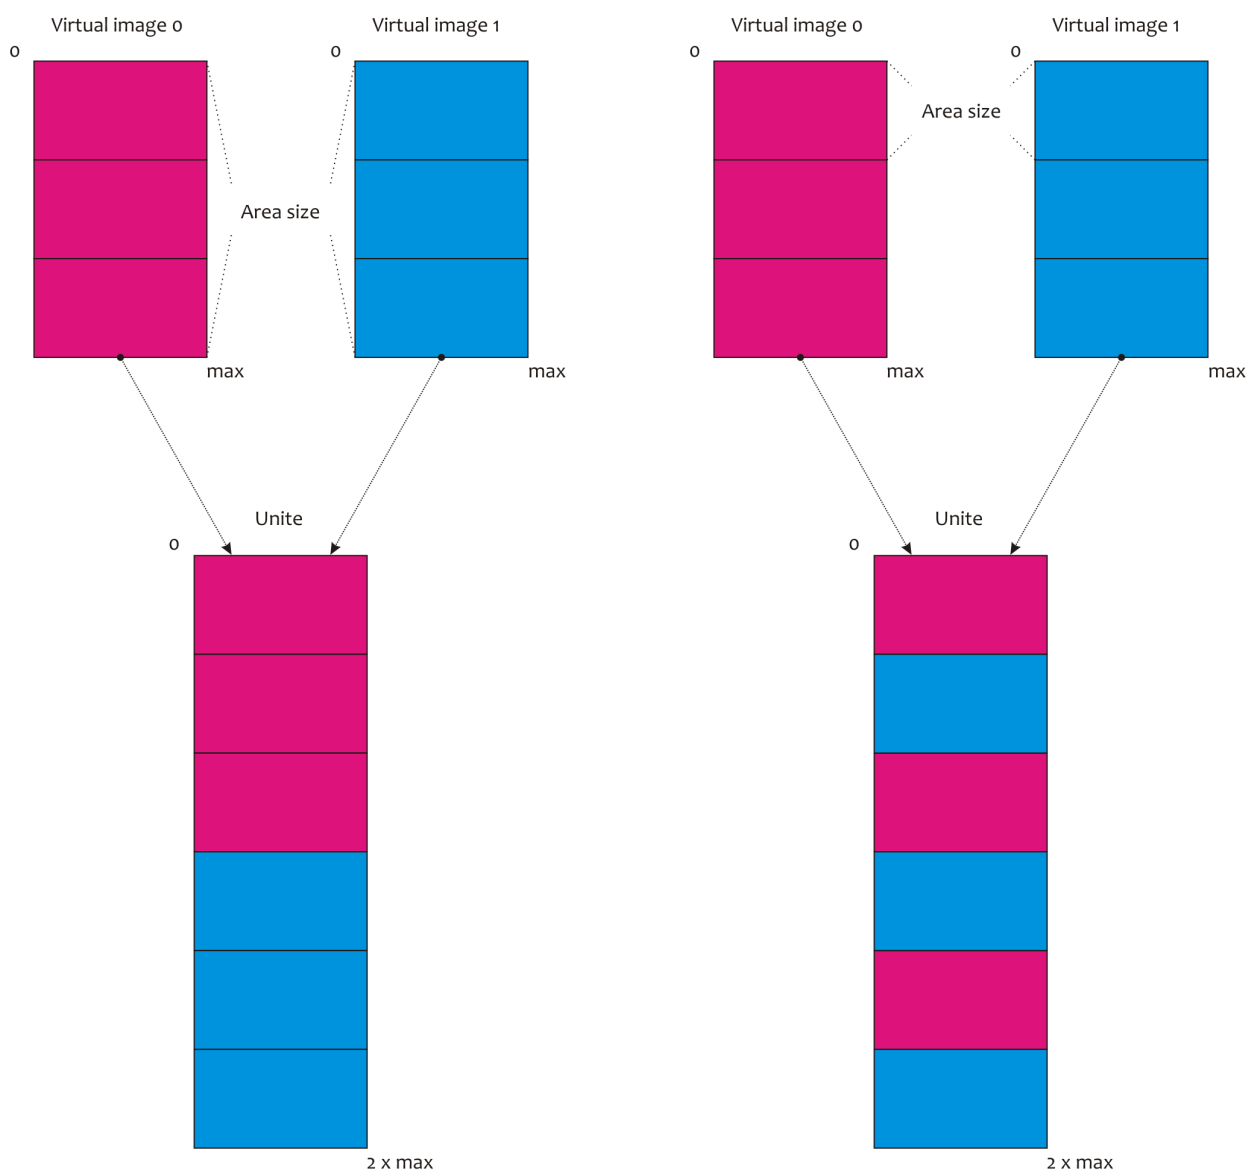 Virtual image 0
Virtual image 1
Virtual image 0
Virtual image 1
0
0
0
0
Area size
Area size
max
max
max
max
Unite
Unite
0
0
2 x max
2 x max